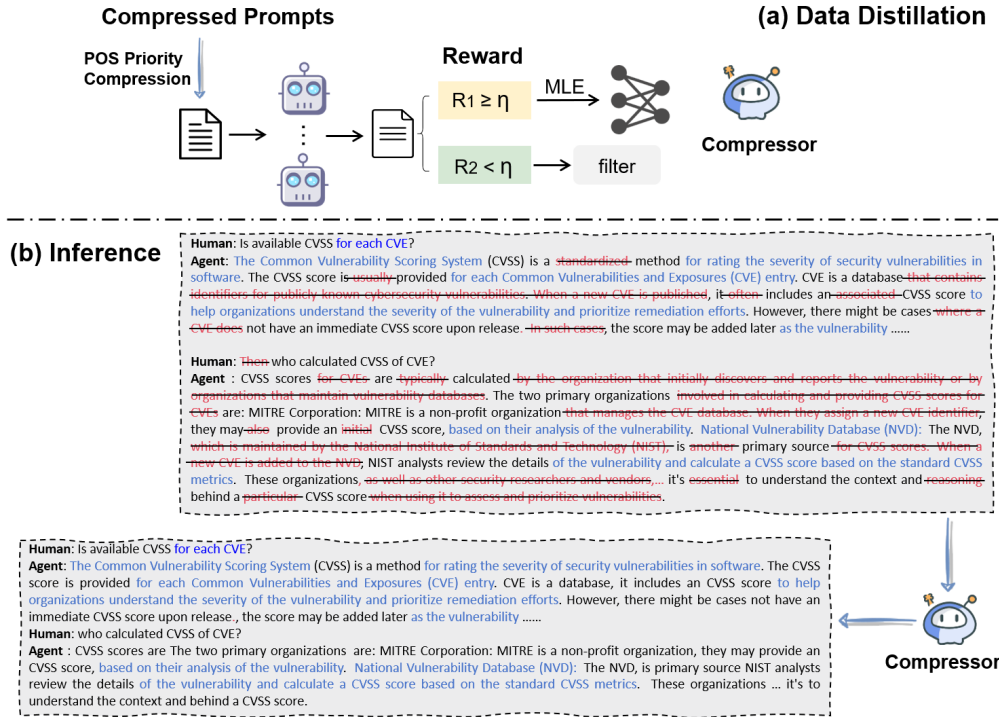 Compressed Prompts
(a) Data Distillation
POS Priority
Compression
Reward
R1 ≥ η
MLE
R2 < η
filter
Compressor
(b) Inference
Human: Is available CVSS for each CVE?
Agent: The Common Vulnerability Scoring System (CVSS) is a standardized method for rating the severity of security vulnerabilities in
software. The CVSS score is usually provided for each Common Vulnerabilities and Exposures (CVE) entry. CVE is a database that contains
identifiers for publicly known cybersecurity vulnerabilities. When a new CVE is published, it often includes an associated CVSS score to
help organizations understand the severity of the vulnerability and prioritize remediation efforts. However, there might be cases where a
CVE does not have an immediate CVSS score upon release. In such cases, the score may be added later as the vulnerability ......
Human: Then who calculated CVSS of CVE?
Agent : CVSS scores for CVEs are typically calculated by the organization that initially discovers and reports the vulnerability or by
organizations that maintain vulnerability databases. The two primary organizations involved in calculating and providing CVSS scores for
CVEs are: MITRE Corporation: MITRE is a non-profit organization that manages the CVE database. When they assign a new CVE identifier,
they may also provide an initial CVSS score, based on their analysis of the vulnerability. National Vulnerability Database (NVD): The NVD,
which is maintained by the National Institute of Standards and Technology (NIST), is another primary source for CVSS scores. When a
new CVE is added to the NVD, NIST analysts review the details of the vulnerability and calculate a CVSS score based on the standard CVSS
metrics. These organizations, as well as other security researchers and vendors,... it's essential to understand the context and reasoning
behind a particular CVSS score when using it to assess and prioritize vulnerabilities.
Human: Is available CVSS for each CVE?
Agent: The Common Vulnerability Scoring System (CVSS) is a method for rating the severity of security vulnerabilities in software. The CVSS
score is provided for each Common Vulnerabilities and Exposures (CVE) entry. CVE is a database, it includes an CVSS score to help
organizations understand the severity of the vulnerability and prioritize remediation efforts. However, there might be cases not have an
immediate CVSS score upon release., the score may be added later as the vulnerability ......
Human: who calculated CVSS of CVE?
Agent : CVSS scores are The two primary organizations are: MITRE Corporation: MITRE is a non-profit organization, they may provide an
CVSS score, based on their analysis of the vulnerability. National Vulnerability Database (NVD): The NVD, is primary source NIST analysts
review the details of the vulnerability and calculate a CVSS score based on the standard CVSS metrics. These organizations ... it's to
understand the context and behind a CVSS score.
Compressor